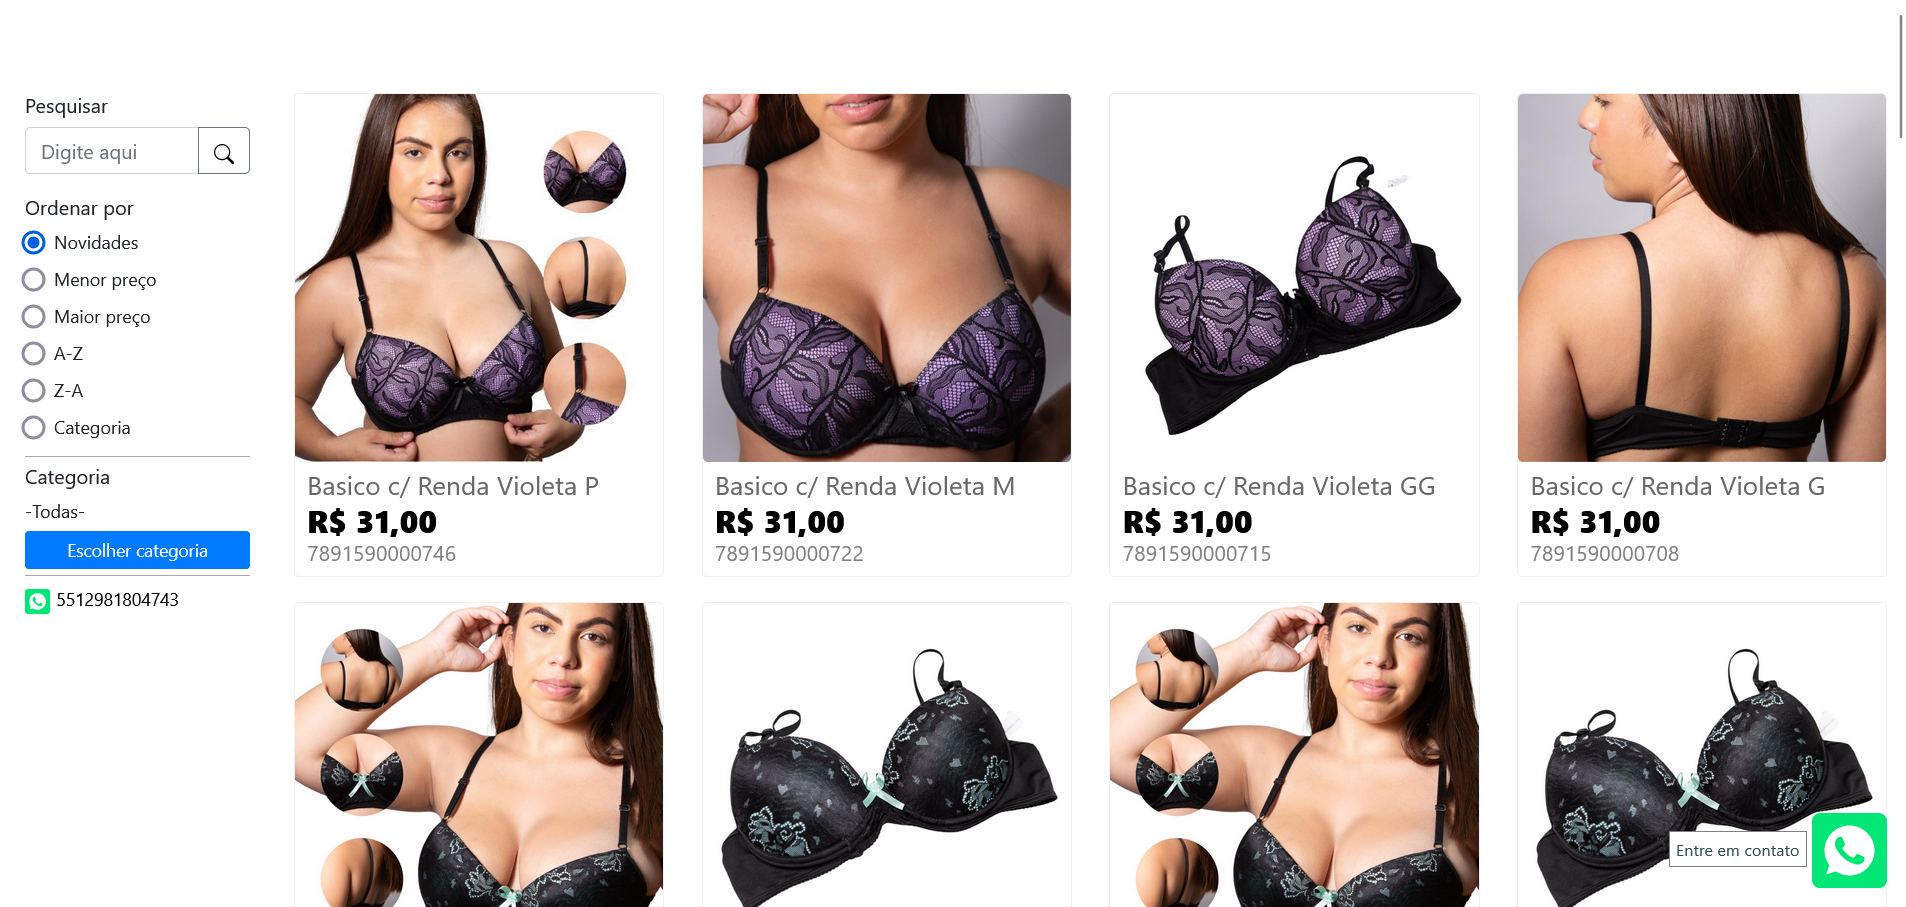 Pesquisar
Digite aqui
Ordenar por
Novidades
Menor preço
Maior preço
A-Z
Z-A
Categoria
Categoria
-Todas-
Escolher categoria
5512981804743
Basico c/ Renda Violeta P
R$ 31,00
7891590000746
Basico c/ Renda Violeta M
R$ 31,00
7891590000722
Basico c/ Renda Violeta GG
R$ 31,00
7891590000715
Basico c/ Renda Violeta G
R$ 31,00
7891590000708
Entre em contato